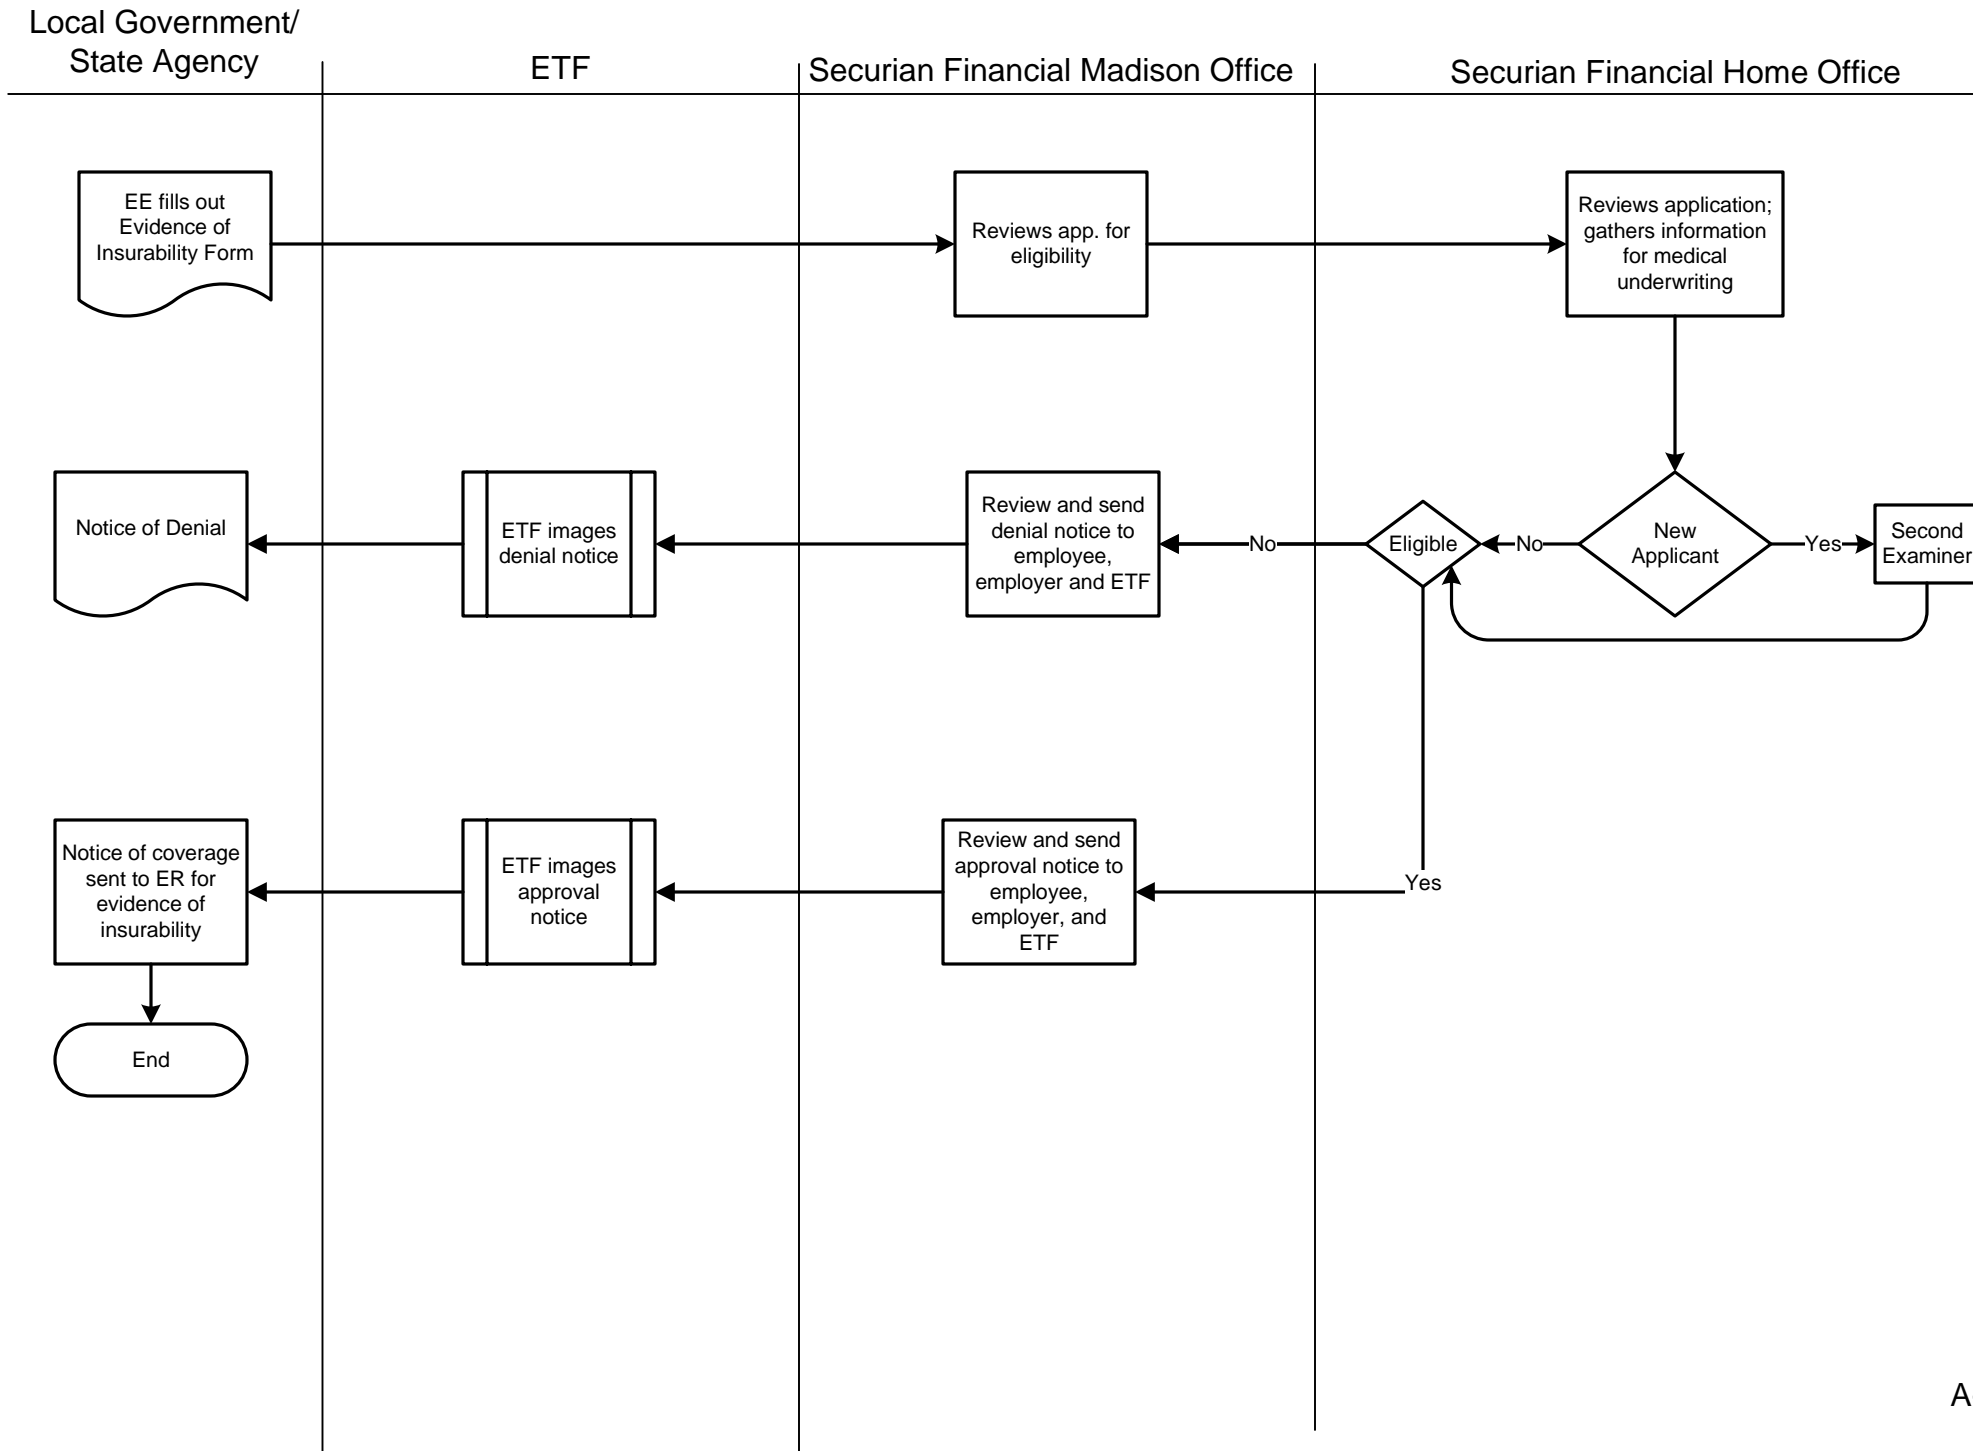 Local Government/
State Agency
ETF
Securian Financial Madison Office
Securian Financial Home Office
EE fills out
Evidence of
Insurability Form
Reviews app. for
eligibility
Reviews application;
gathers information
for medical
underwriting
Notice of Denial
ETF images
denial notice
Review and send
denial notice to
employee,
employer and ETF
No
Eligible
No
New
Applicant
Yes
Second
Examiner
Notice of coverage
sent to ER for
evidence of
insurability
ETF images
approval
notice
Review and send
approval notice to
employee,
employer, and
ETF
Yes
End
A